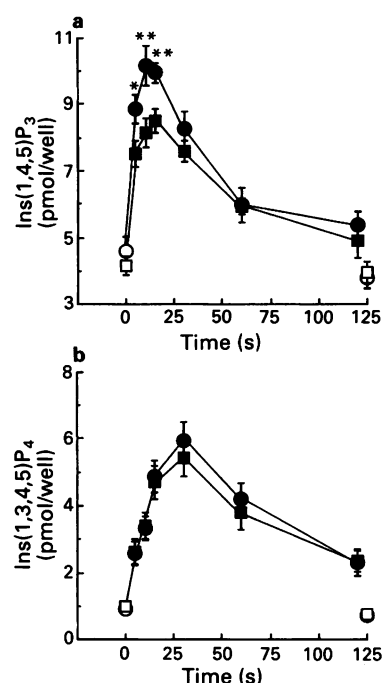 a
**
**
*
11
9
7
5
3
Ins(1,4,5)P3
(pmol/well)
0 25 50 75 100 125
Time (s)
b
8
6
4
2
0
Ins(1,3,4,5)P4
(pmol/well)
0 25 50 75 100 125
Time (s)